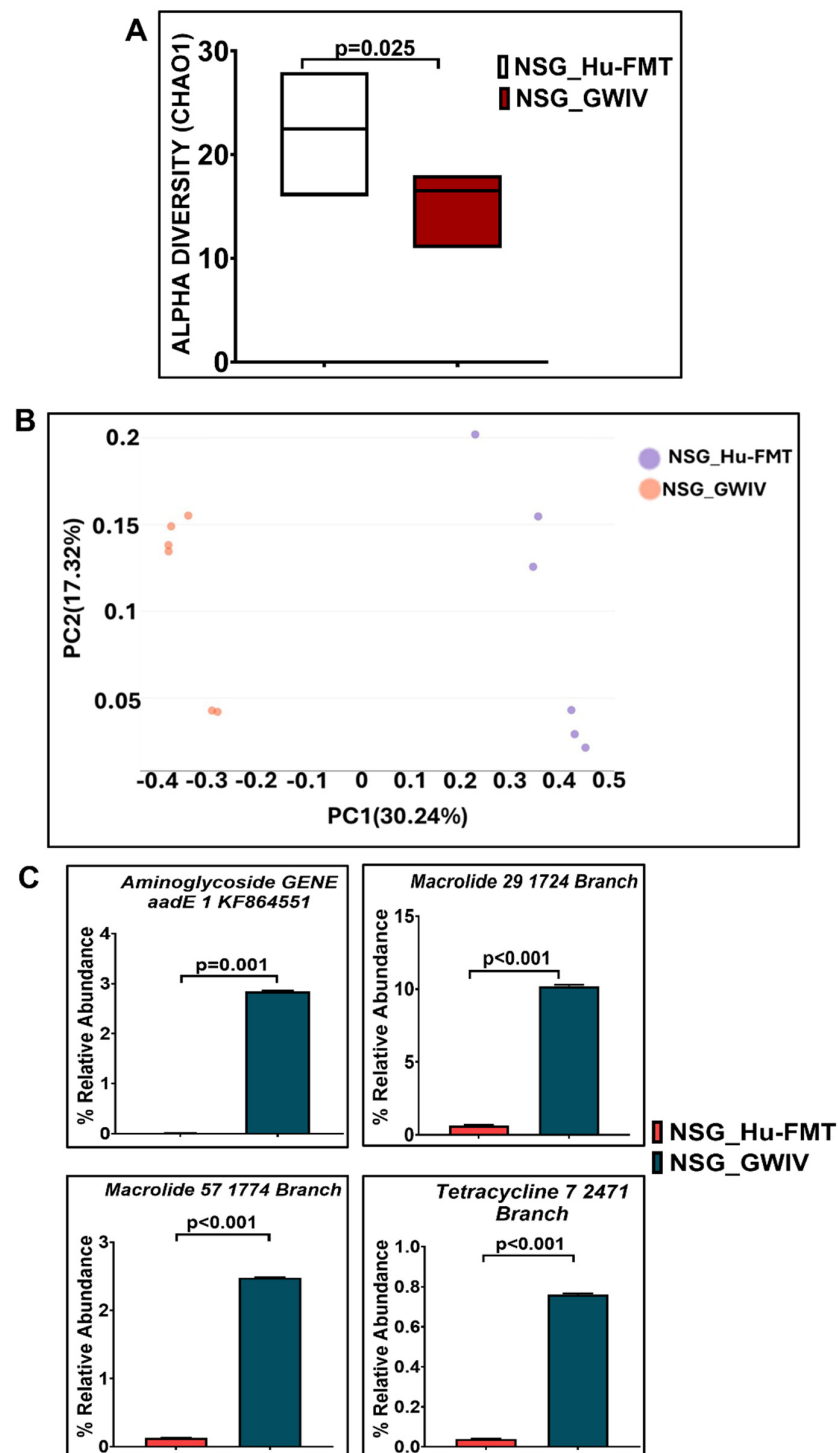 A
ALPHA DIVERSITY (CHAO1)
30
20
10
0
p=0.025
NSG_Hu-FMT
NSG_GWIV
B
PC2(17.32%)
0.2
0.15
0.1
0.05
-0.4 -0.3 -0.2 -0.1 0 0.1 0.2 0.3 0.4 0.5
PC1(30.24%)
NSG_Hu-FMT
NSG_GWIV
C
Aminoglycoside GENE
aadE 1 KF864551
% Relative Abundance
4
3
2
1
0
p=0.001
Macrolide 29 1724 Branch
% Relative Abundance
15
10
5
0
p<0.001
NSG_Hu-FMT
NSG_GWIV
Macrolide 57 1774 Branch
% Relative Abundance
3
2
1
0
p<0.001
Tetracycline 7 2471
Branch
% Relative Abundance
1.0
0.8
0.6
0.4
0.2
0.0
p<0.001